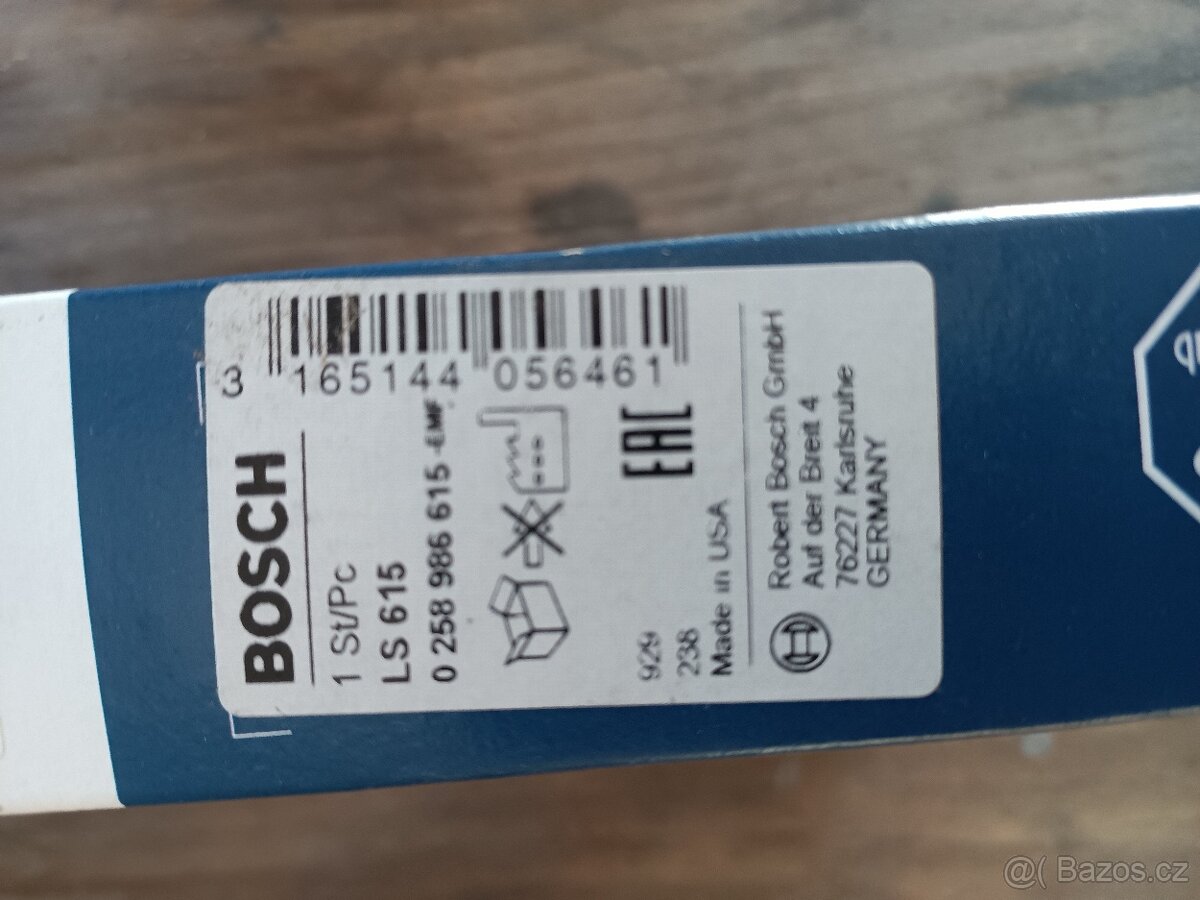 3 165144 056461
BOSCH
1 St/Pc
LS 615
0 258 986 615 -EMF
EAC
929
238
Made in USA
Robert Bosch GmbH
Auf der Breit 4
76227 Karlsruhe
GERMANY
@( Bazos.cz